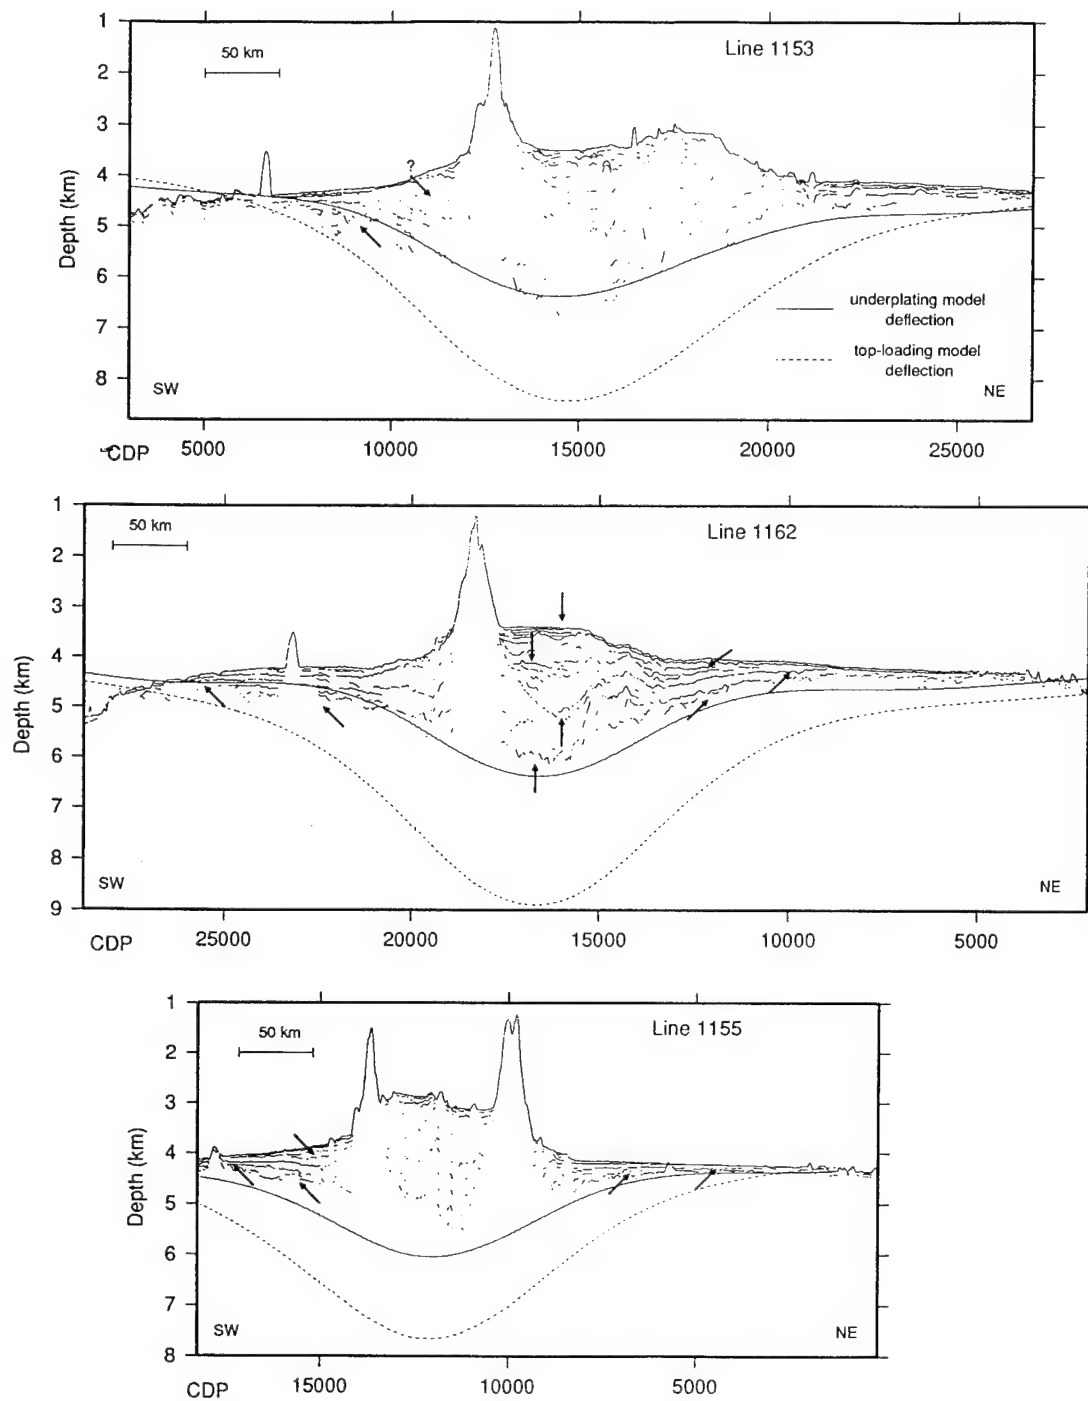 Line 1153
50 km
1
2
3
4
5
6
7
8
Depth (km)
?
underplating model
deflection
top-loading model
deflection
SW
NE
CDP
5000
10000
15000
20000
25000
Line 1162
50 km
1
2
3
4
5
6
7
8
9
Depth (km)
SW
NE
CDP
25000
20000
15000
10000
5000
Line 1155
50 km
1
2
3
4
5
6
7
8
Depth (km)
SW
NE
CDP
15000
10000
5000